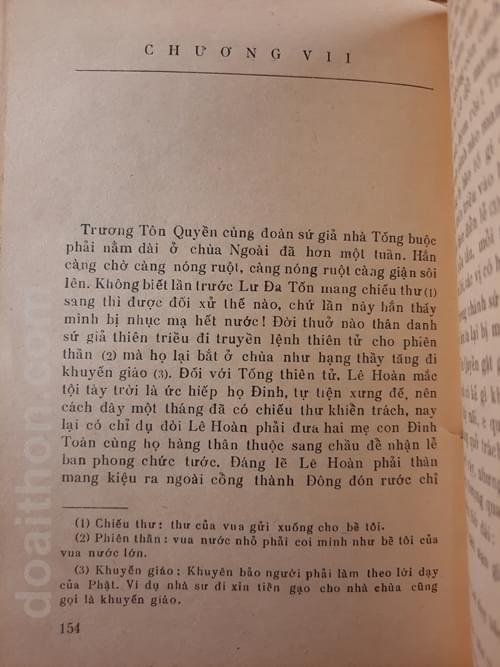 CHƯƠNG VII
Trương Tôn Quyền cùng đoàn sứ giả nhà Tống buộc
phải nằm dài ở chùa Ngoài đã hơn một tuần. Hắn
càng chờ càng nóng ruột, càng nóng ruột càng giận sôi
lên. Không biết lần trước Lư Đa Tốn mang chiếu thư (1)
sang thì được đối xử thế nào, chứ lần này hắn thấy
mình bị nhục mạ hết nước ! Đời thuở nào thân danh
sứ giả thiên triều đi truyền lệnh thiên tử cho phiên
thần (2) mà họ lại bắt ở chùa như hạng thầy tăng đi
khuyến giáo (3). Đối với Tống thiên tử, Lê Hoàn mắc
tội tày trời là ức hiếp họ Đinh, tự tiện xưng đế, nên
cách đây một tháng đã có chiếu thư khiển trách, nay
lại có chỉ dụ đòi Lê Hoàn phải đưa hai mẹ con Đinh
Toàn cùng họ hàng thân thuộc sang chầu để nhận lễ
ban phong chức tước. Đáng lẽ Lê Hoàn phải thân
mang kiệu ra ngoài cổng thành Đông đón rước chỉ
(1) Chiếu thư : thư của vua gửi xuống cho bề tôi.
(2) Phiên thần : vua nước nhỏ phải coi mình như bề tôi của
vua nước lớn.
(3) Khuyến giáo : Khuyên bảo người phải làm theo lời dạy
của Phật. Ví dụ nhà sư đi xin tiền gạo cho nhà chùa cũng
gọi là khuyến giáo.
154
doaithon.com